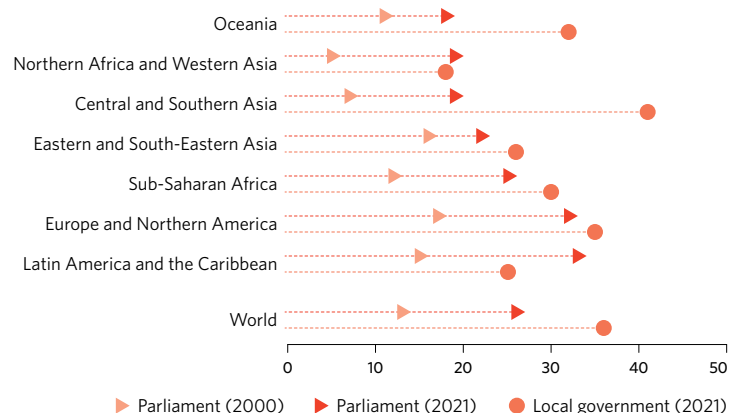 Oceania
Northern Africa and Western Asia
Central and Southern Asia
Eastern and South-Eastern Asia
Sub-Saharan Africa
Europe and Northern America
Latin America and the Caribbean
World
0 10 20 30 40 50
Parliament (2000) Parliament (2021) Local government (2021)